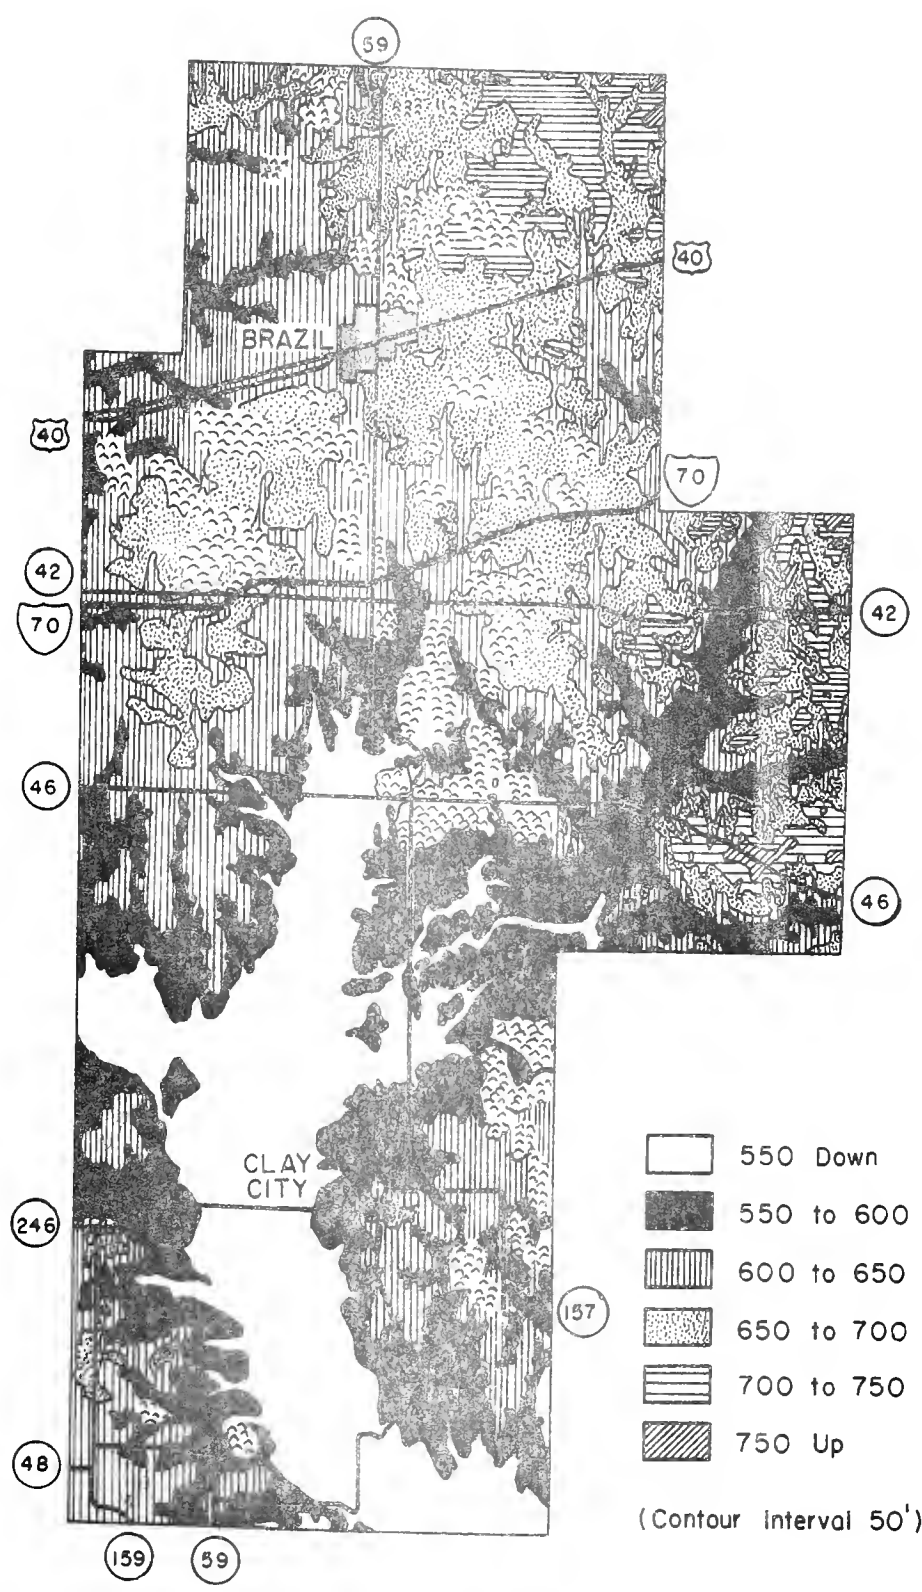 59
40
BRAZIL
40
70
42
70
42
46
46
CLAY
CITY
246
157
48
159
59
550 Down
550 to 600
600 to 650
650 to 700
700 to 750
750 Up
(Contour interval 50')